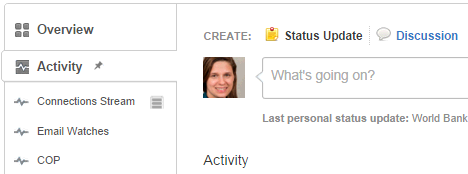 Overview
Activity
Connections Stream
Email Watches
COP
CREATE: Status Update Discussion
What's going on?
Last personal status update: World Bank
Activity